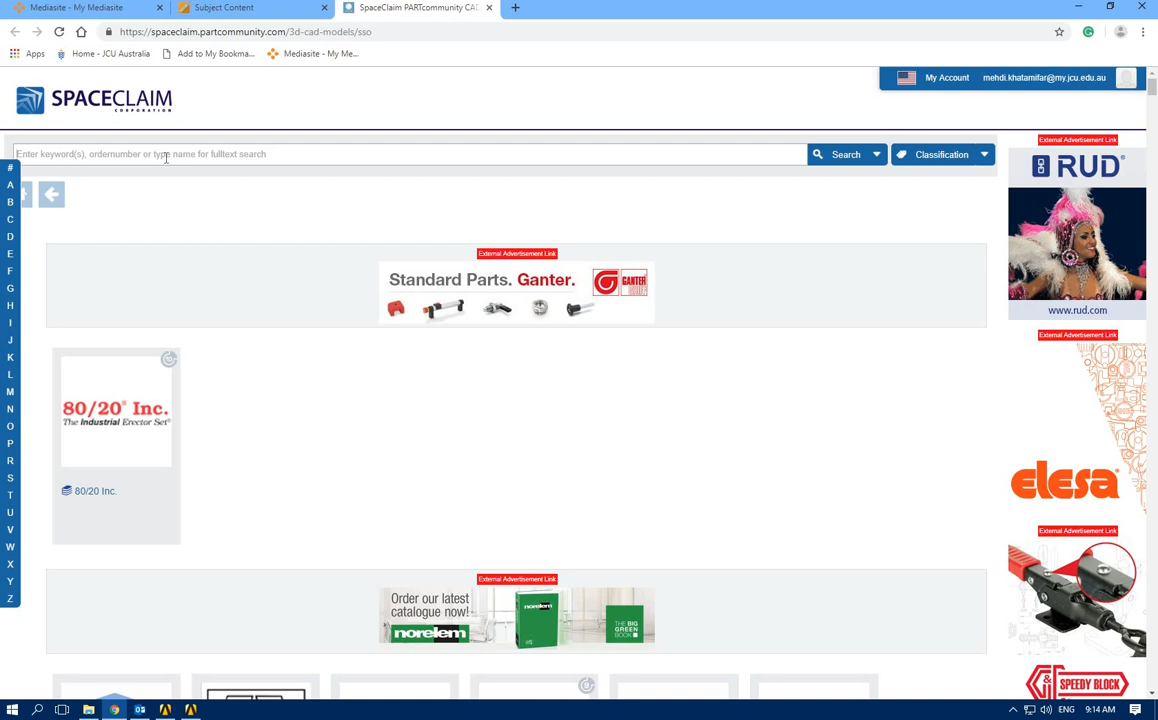 Mediasite - My Mediasite
Subject Content
SpaceClaim PARTcommunity CAD
https://spaceclaim.partcommunity.com/3d-cad-models/sso
Apps
Home - JCU Australia
Add to My Bookma...
Mediasite - My Me...
My Account
mehdi.khatamifar@my.jcu.edu.au
SPACECLAIM
CORPORATION
Enter keyword(s), ordernumber or type name for fulltext search
Search
Classification
External Advertisement Link
RUD
www.rud.com
#
A
B
C
D
E
F
G
H
I
J
K
L
M
N
O
P
R
S
T
U
V
W
X
Y
Z
External Advertisement Link
Standard Parts. Ganter.
GANTER
External Advertisement Link
elesa
80/20® Inc.
The Industrial Erector Set®
80/20 Inc.
External Advertisement Link
External Advertisement Link
Order our latest
catalogue now!
norelem
norelem
THE BIG
GREEN
BOOK
SPEEDY BLOCK
ENG
9:14 AM